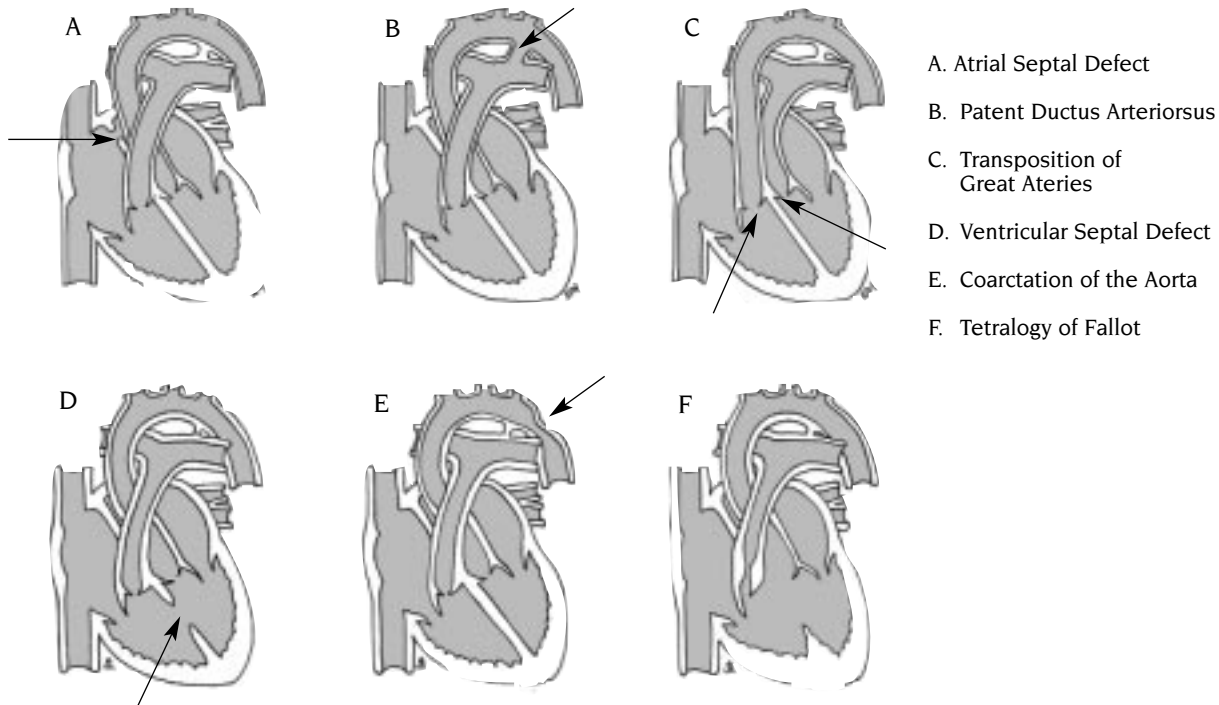 A
B
C
A. Atrial Septal Defect
B. Patent Ductus Arteriorsus
C. Transposition of
Great Ateries
D. Ventricular Septal Defect
E. Coarctation of the Aorta
F. Tetralogy of Fallot
D
E
F